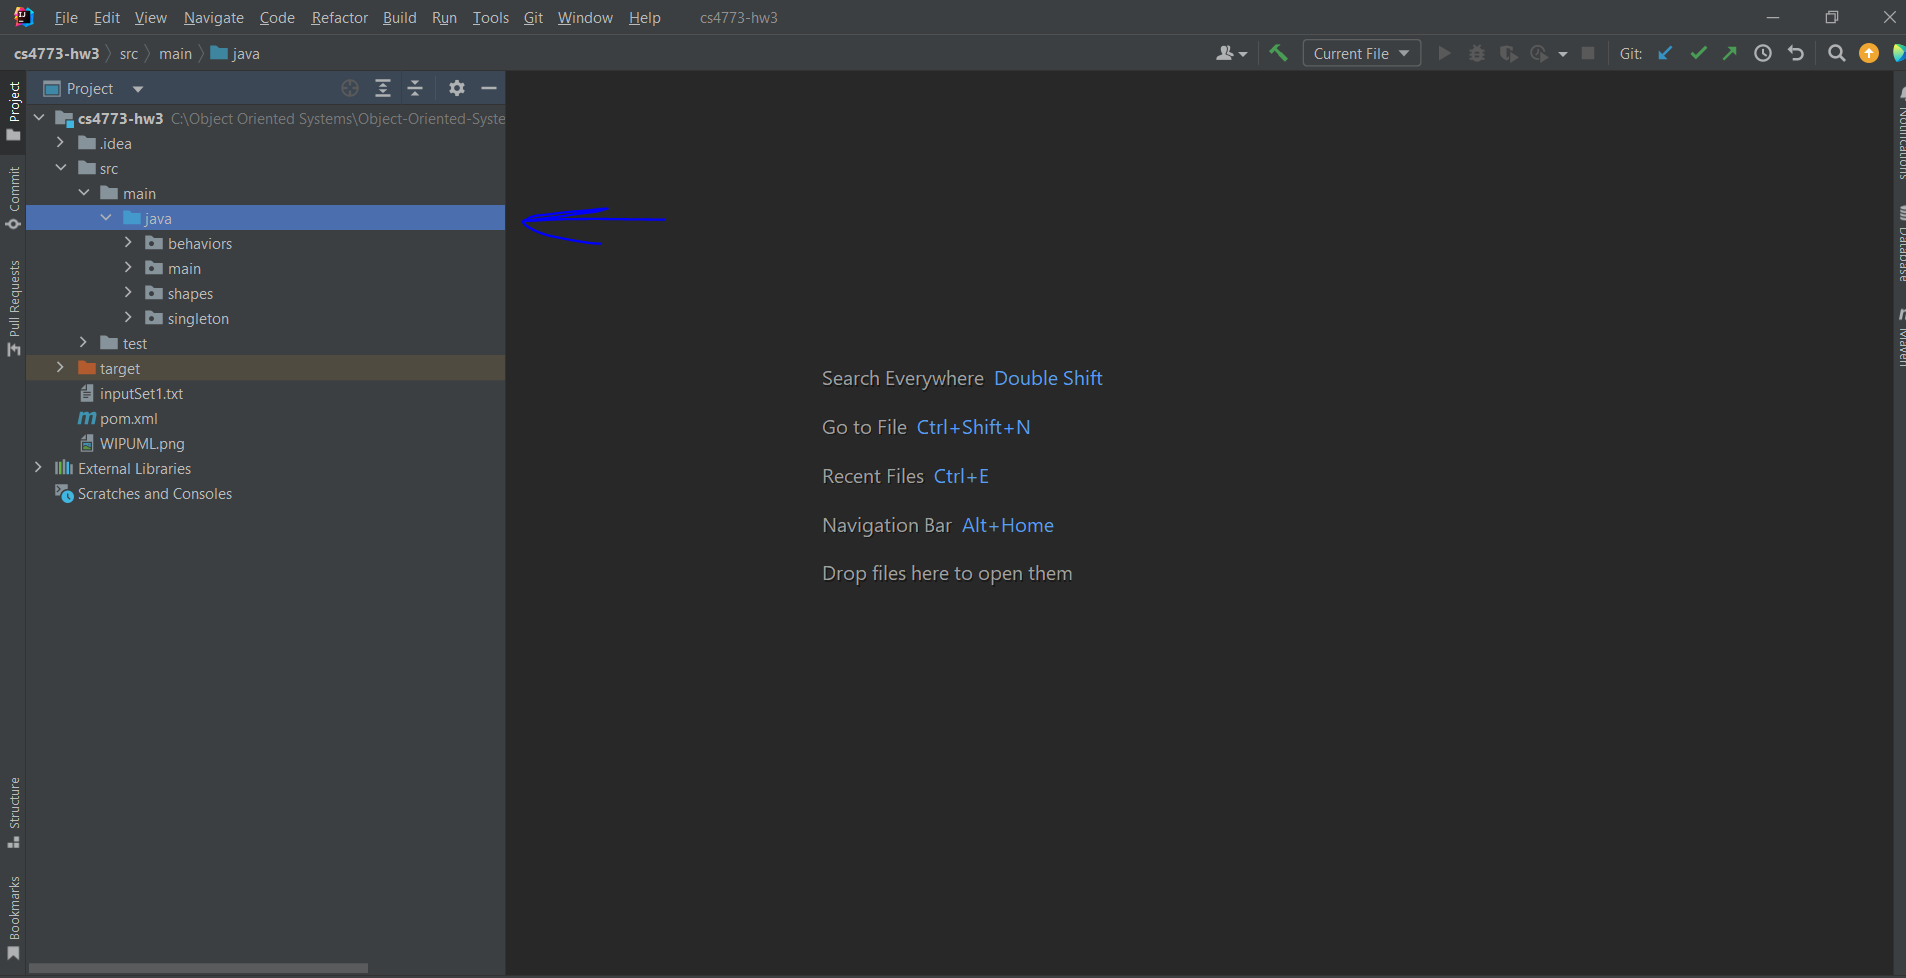 File Edit View Navigate Code Refactor Build Run Tools Git Window Help cs4773-hw3
cs4773-hw3 src main java Current File Git:
Project
Project
cs4773-hw3 C:\Object Oriented Systems\Object-Oriented-Syste
.idea
src
main
java
behaviors
main
shapes
singleton
test
target
inputSet1.txt
pom.xml
WIPUML.png
External Libraries
Scratches and Consoles
Commit
Pull Requests
Structure
Bookmarks
Search Everywhere Double Shift
Go to File Ctrl+Shift+N
Recent Files Ctrl+E
Navigation Bar Alt+Home
Drop files here to open them
Notifications
Database
Maven